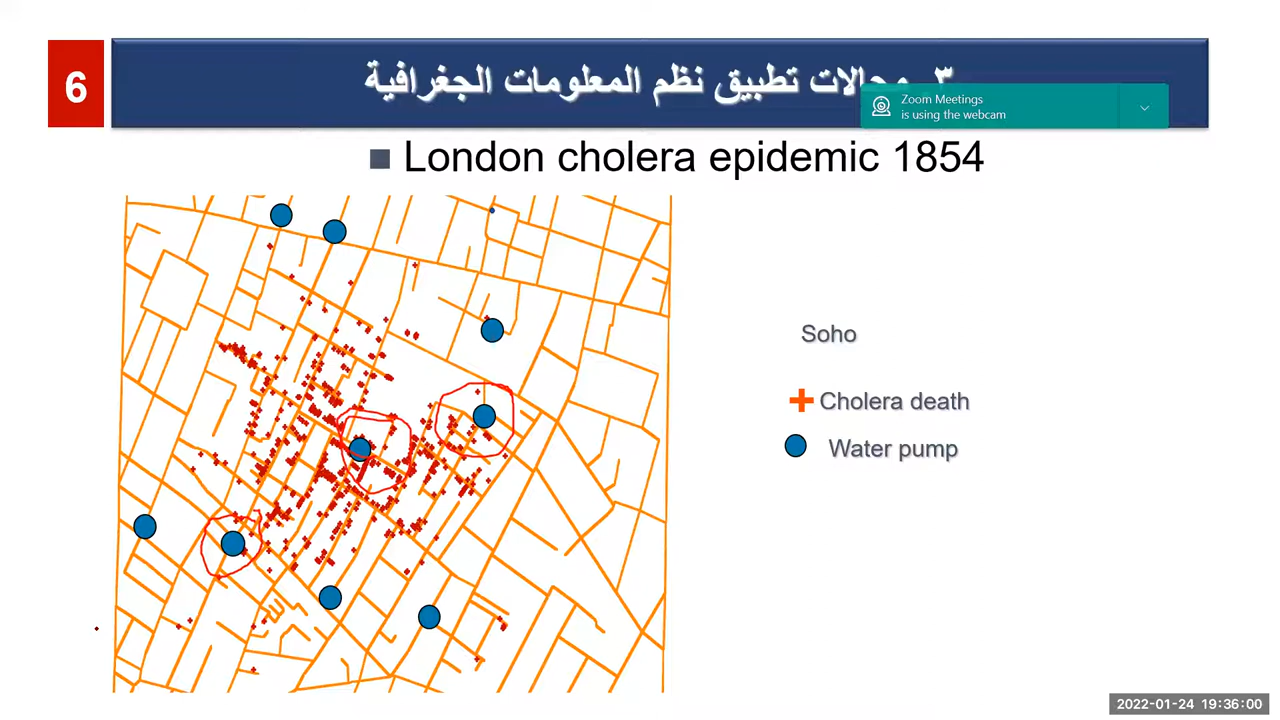 6
٣. مجالات تطبيق نظم المعلومات الجغرافية
Zoom Meetings
is using the webcam
London cholera epidemic 1854
Soho
Cholera death
Water pump
2022-01-24 19:36:00